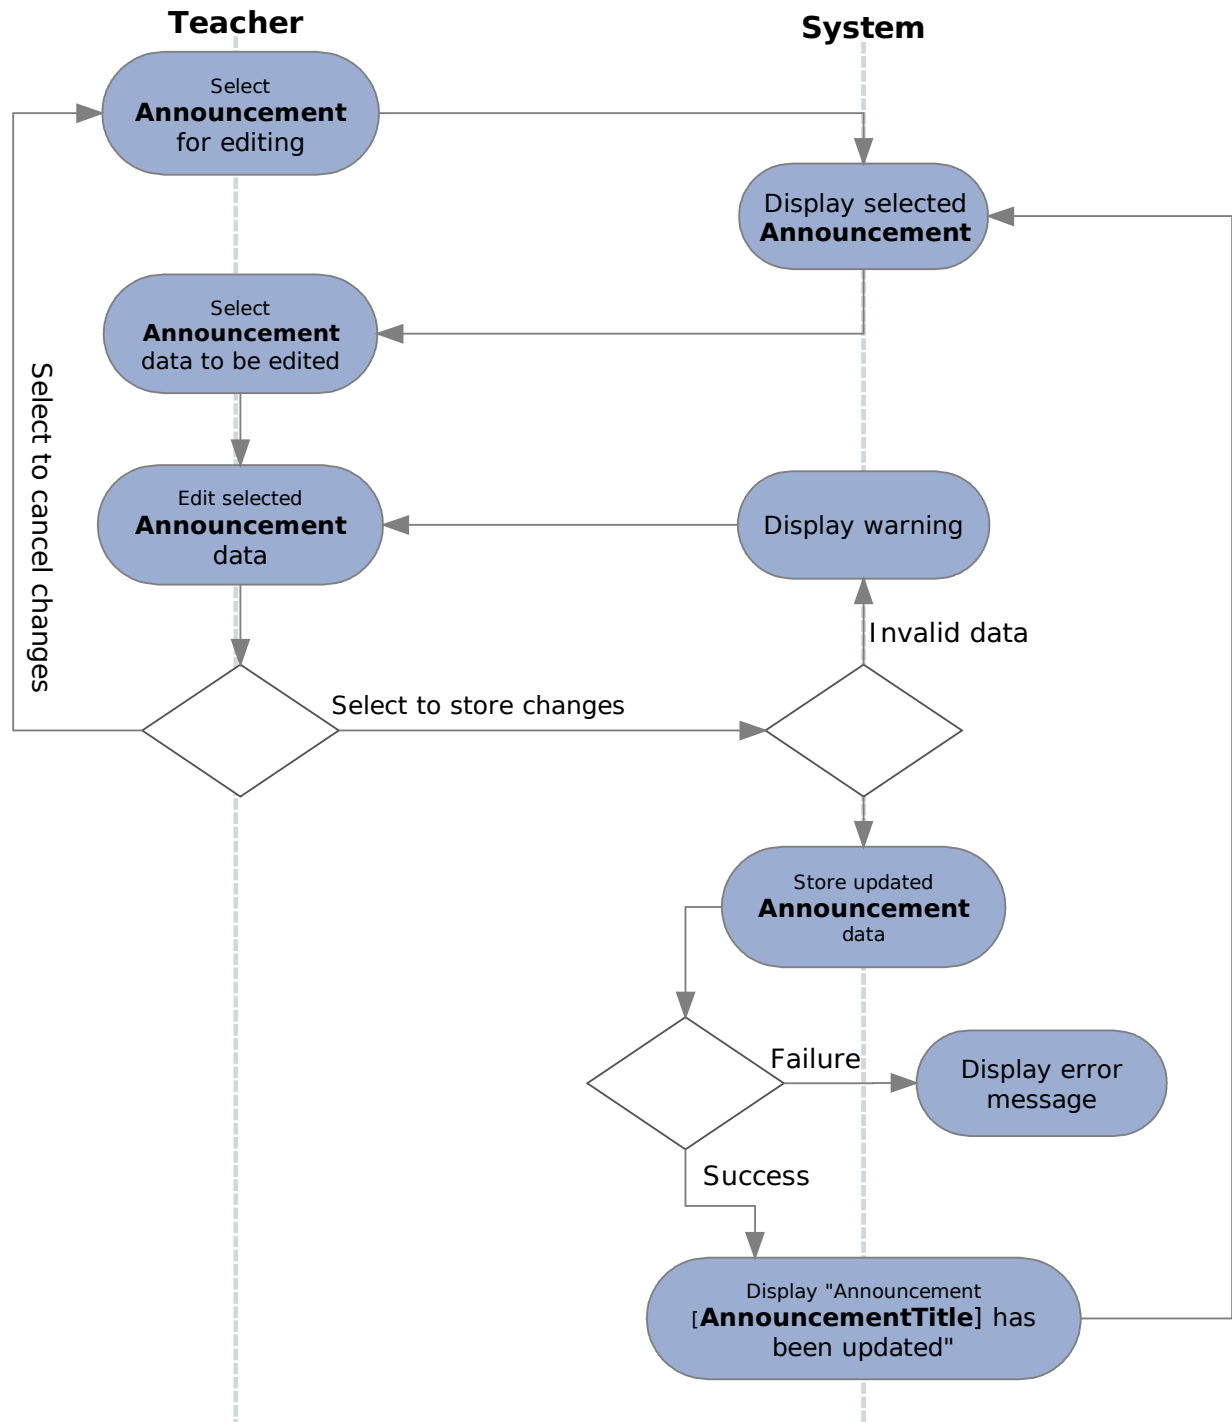 Teacher
System
Select
Announcement
for editing
Display selected
Announcement
Select
Announcement
data to be edited
Select to cancel changes
Edit selected
Announcement
data
Display warning
Invalid data
Select to store changes
Store updated
Announcement
data
Failure
Display error
message
Success
Display "Announcement
[AnnouncementTitle] has
been updated"